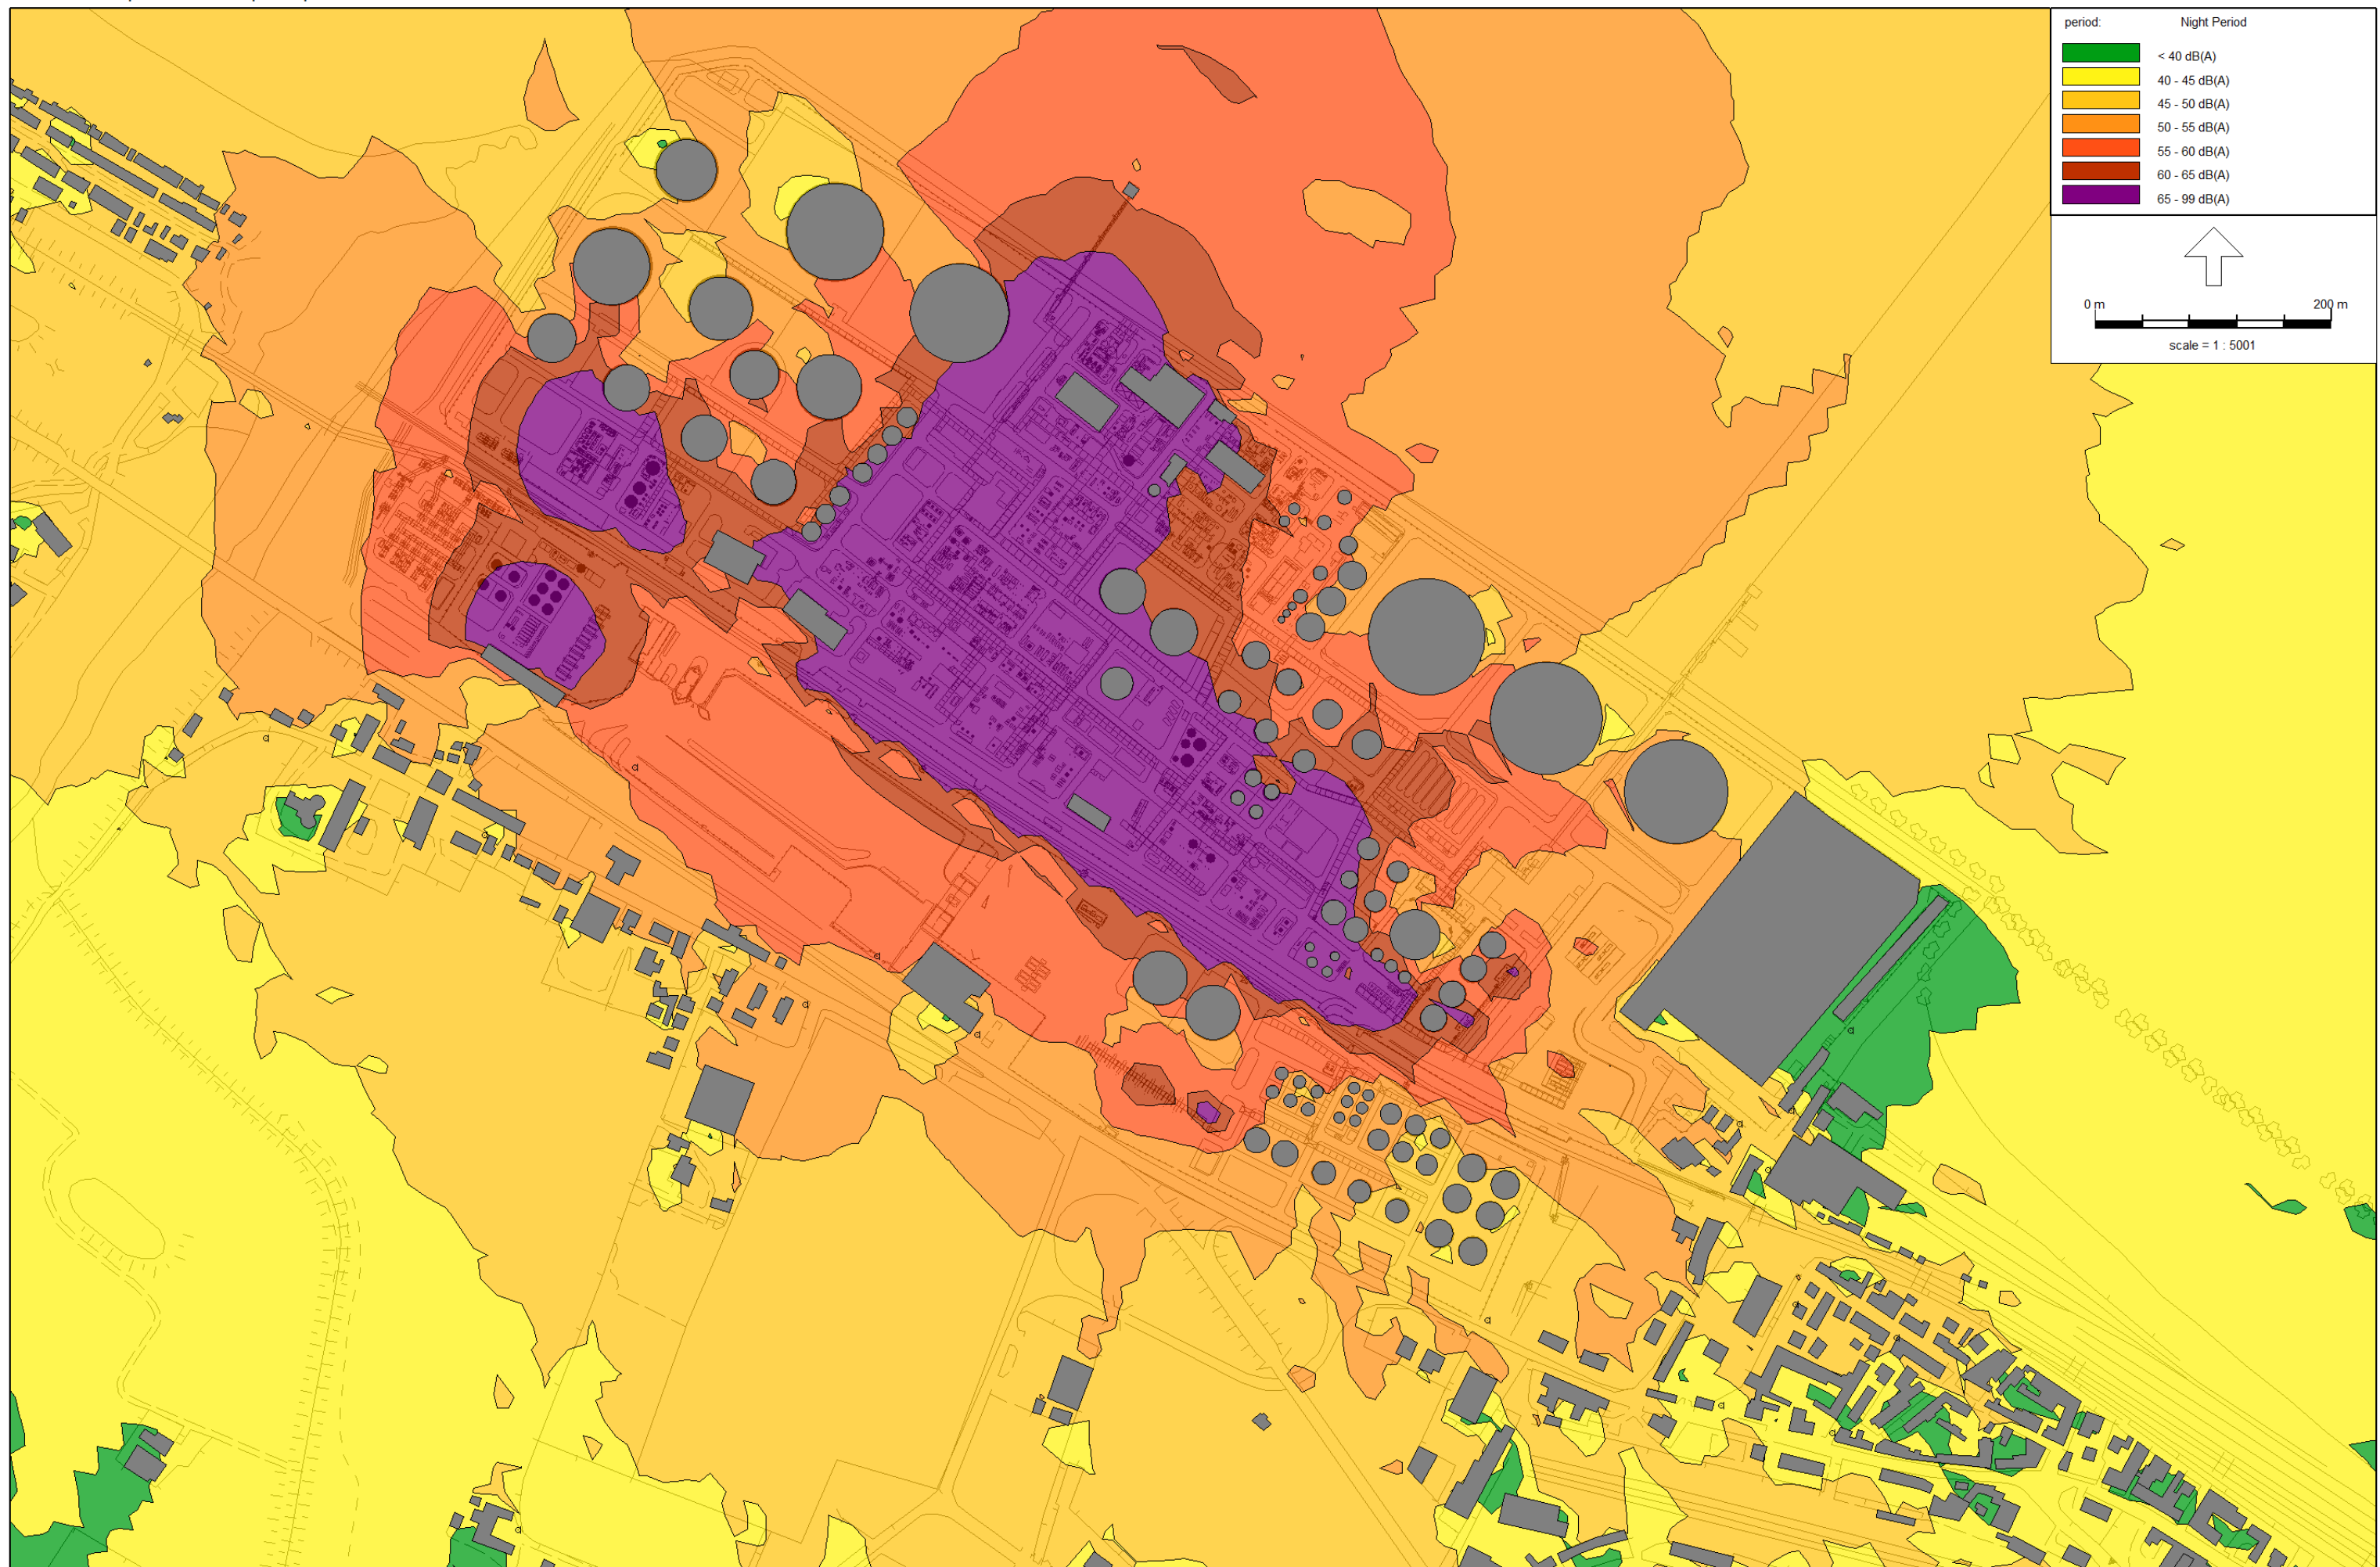 period: Night Period
< 40 dB(A)
40 - 45 dB(A)
45 - 50 dB(A)
50 - 55 dB(A)
55 - 60 dB(A)
60 - 65 dB(A)
65 - 99 dB(A)
0 m 200 m
scale = 1 : 5001